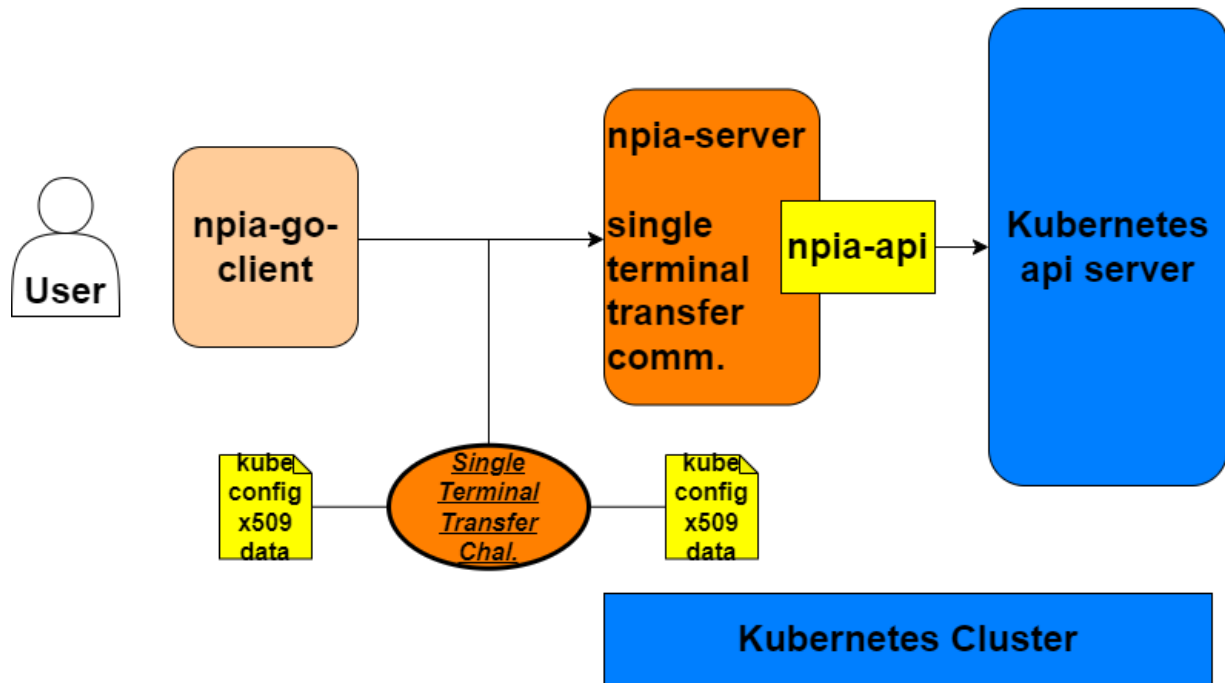 User
npia-go-
client
npia-server
single
terminal
transfer
comm.
npia-api
Kubernetes
api server
kube
config
x509
data
Single
Terminal
Transfer
Chal.
kube
config
x509
data
Kubernetes Cluster